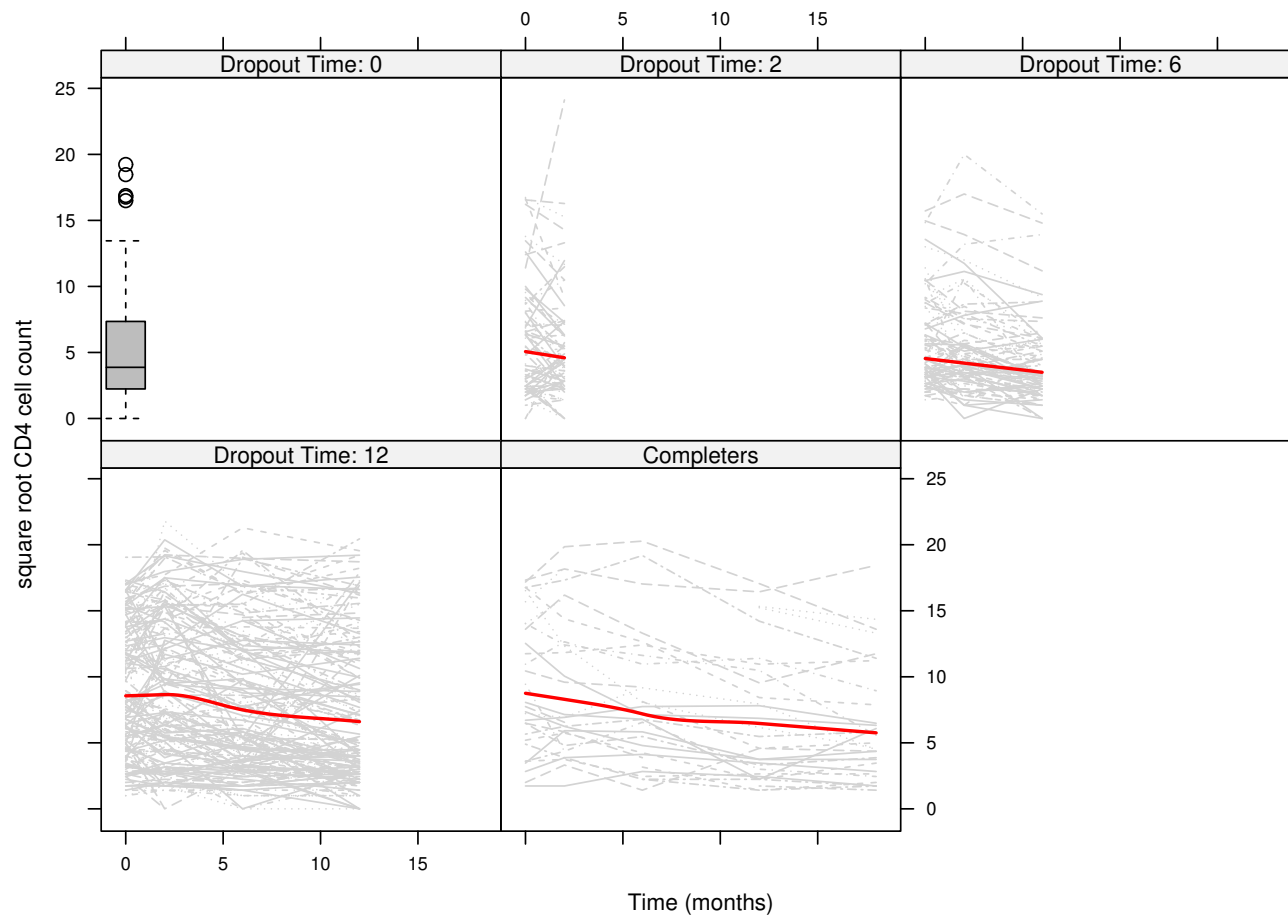 0 5 10 15
Dropout Time: 0
Dropout Time: 2
Dropout Time: 6
25
20
15
10
5
0
square root CD4 cell count
Dropout Time: 12
Completers
25
20
15
10
5
0
0 5 10 15
Time (months)